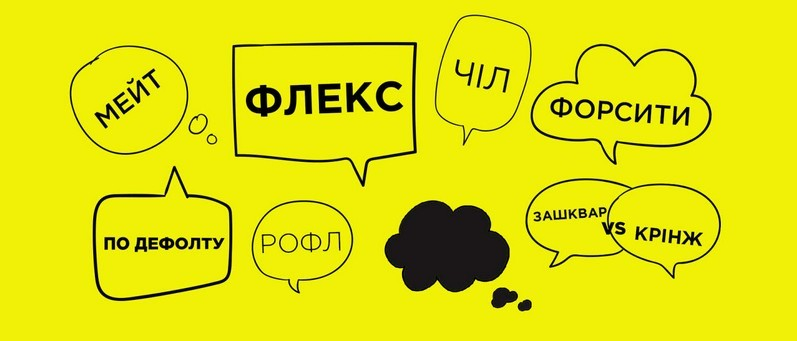 МЕЙТ
ФЛЕКС
ЧІЛ
ФОРСИТИ
ПО ДЕФОЛТУ
РОФЛ
ЗАШКВАР
VS
КРІНЖ